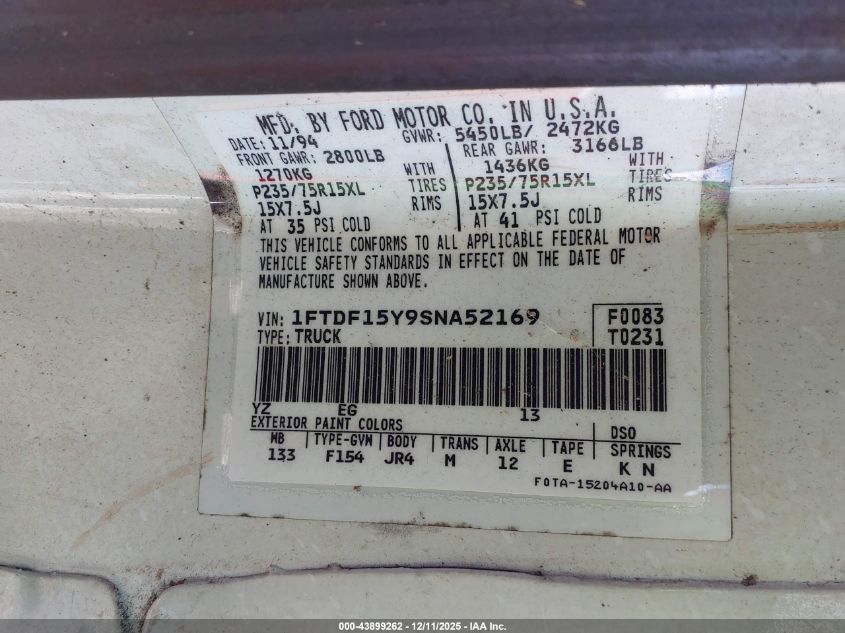 MFD. BY FORD MOTOR CO. IN U.S.A.
DATE: 11/94 GVWR: 5450LB/ 2472KG
FRONT GAWR: 2800LB REAR GAWR: 3166LB
1270KG WITH 1436KG WITH
P235/75R15XL TIRES P235/75R15XL TIRES
15X7.5J RIMS 15X7.5J RIMS
AT 35 PSI COLD AT 41 PSI COLD
THIS VEHICLE CONFORMS TO ALL APPLICABLE FEDERAL MOTOR
VEHICLE SAFETY STANDARDS IN EFFECT ON THE DATE OF
MANUFACTURE SHOWN ABOVE.
VIN: 1FTDF15Y9SNA52169 F0083
TYPE: TRUCK T0231
YZ EG 13
EXTERIOR PAINT COLORS DSO
WB TYPE-GVW BODY TRANS AXLE TAPE SPRINGS
133 F154 JR4 M 12 E K N
F0TA-15204A10-AA
000-43899262 - 12/11/2025 - IAA Inc.